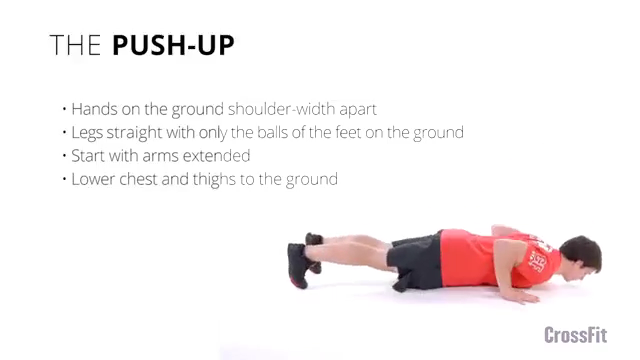 THE PUSH-UP
• Hands on the ground shoulder-width apart
• Legs straight with only the balls of the feet on the ground
• Start with arms extended
• Lower chest and thighs to the ground
CrossFit